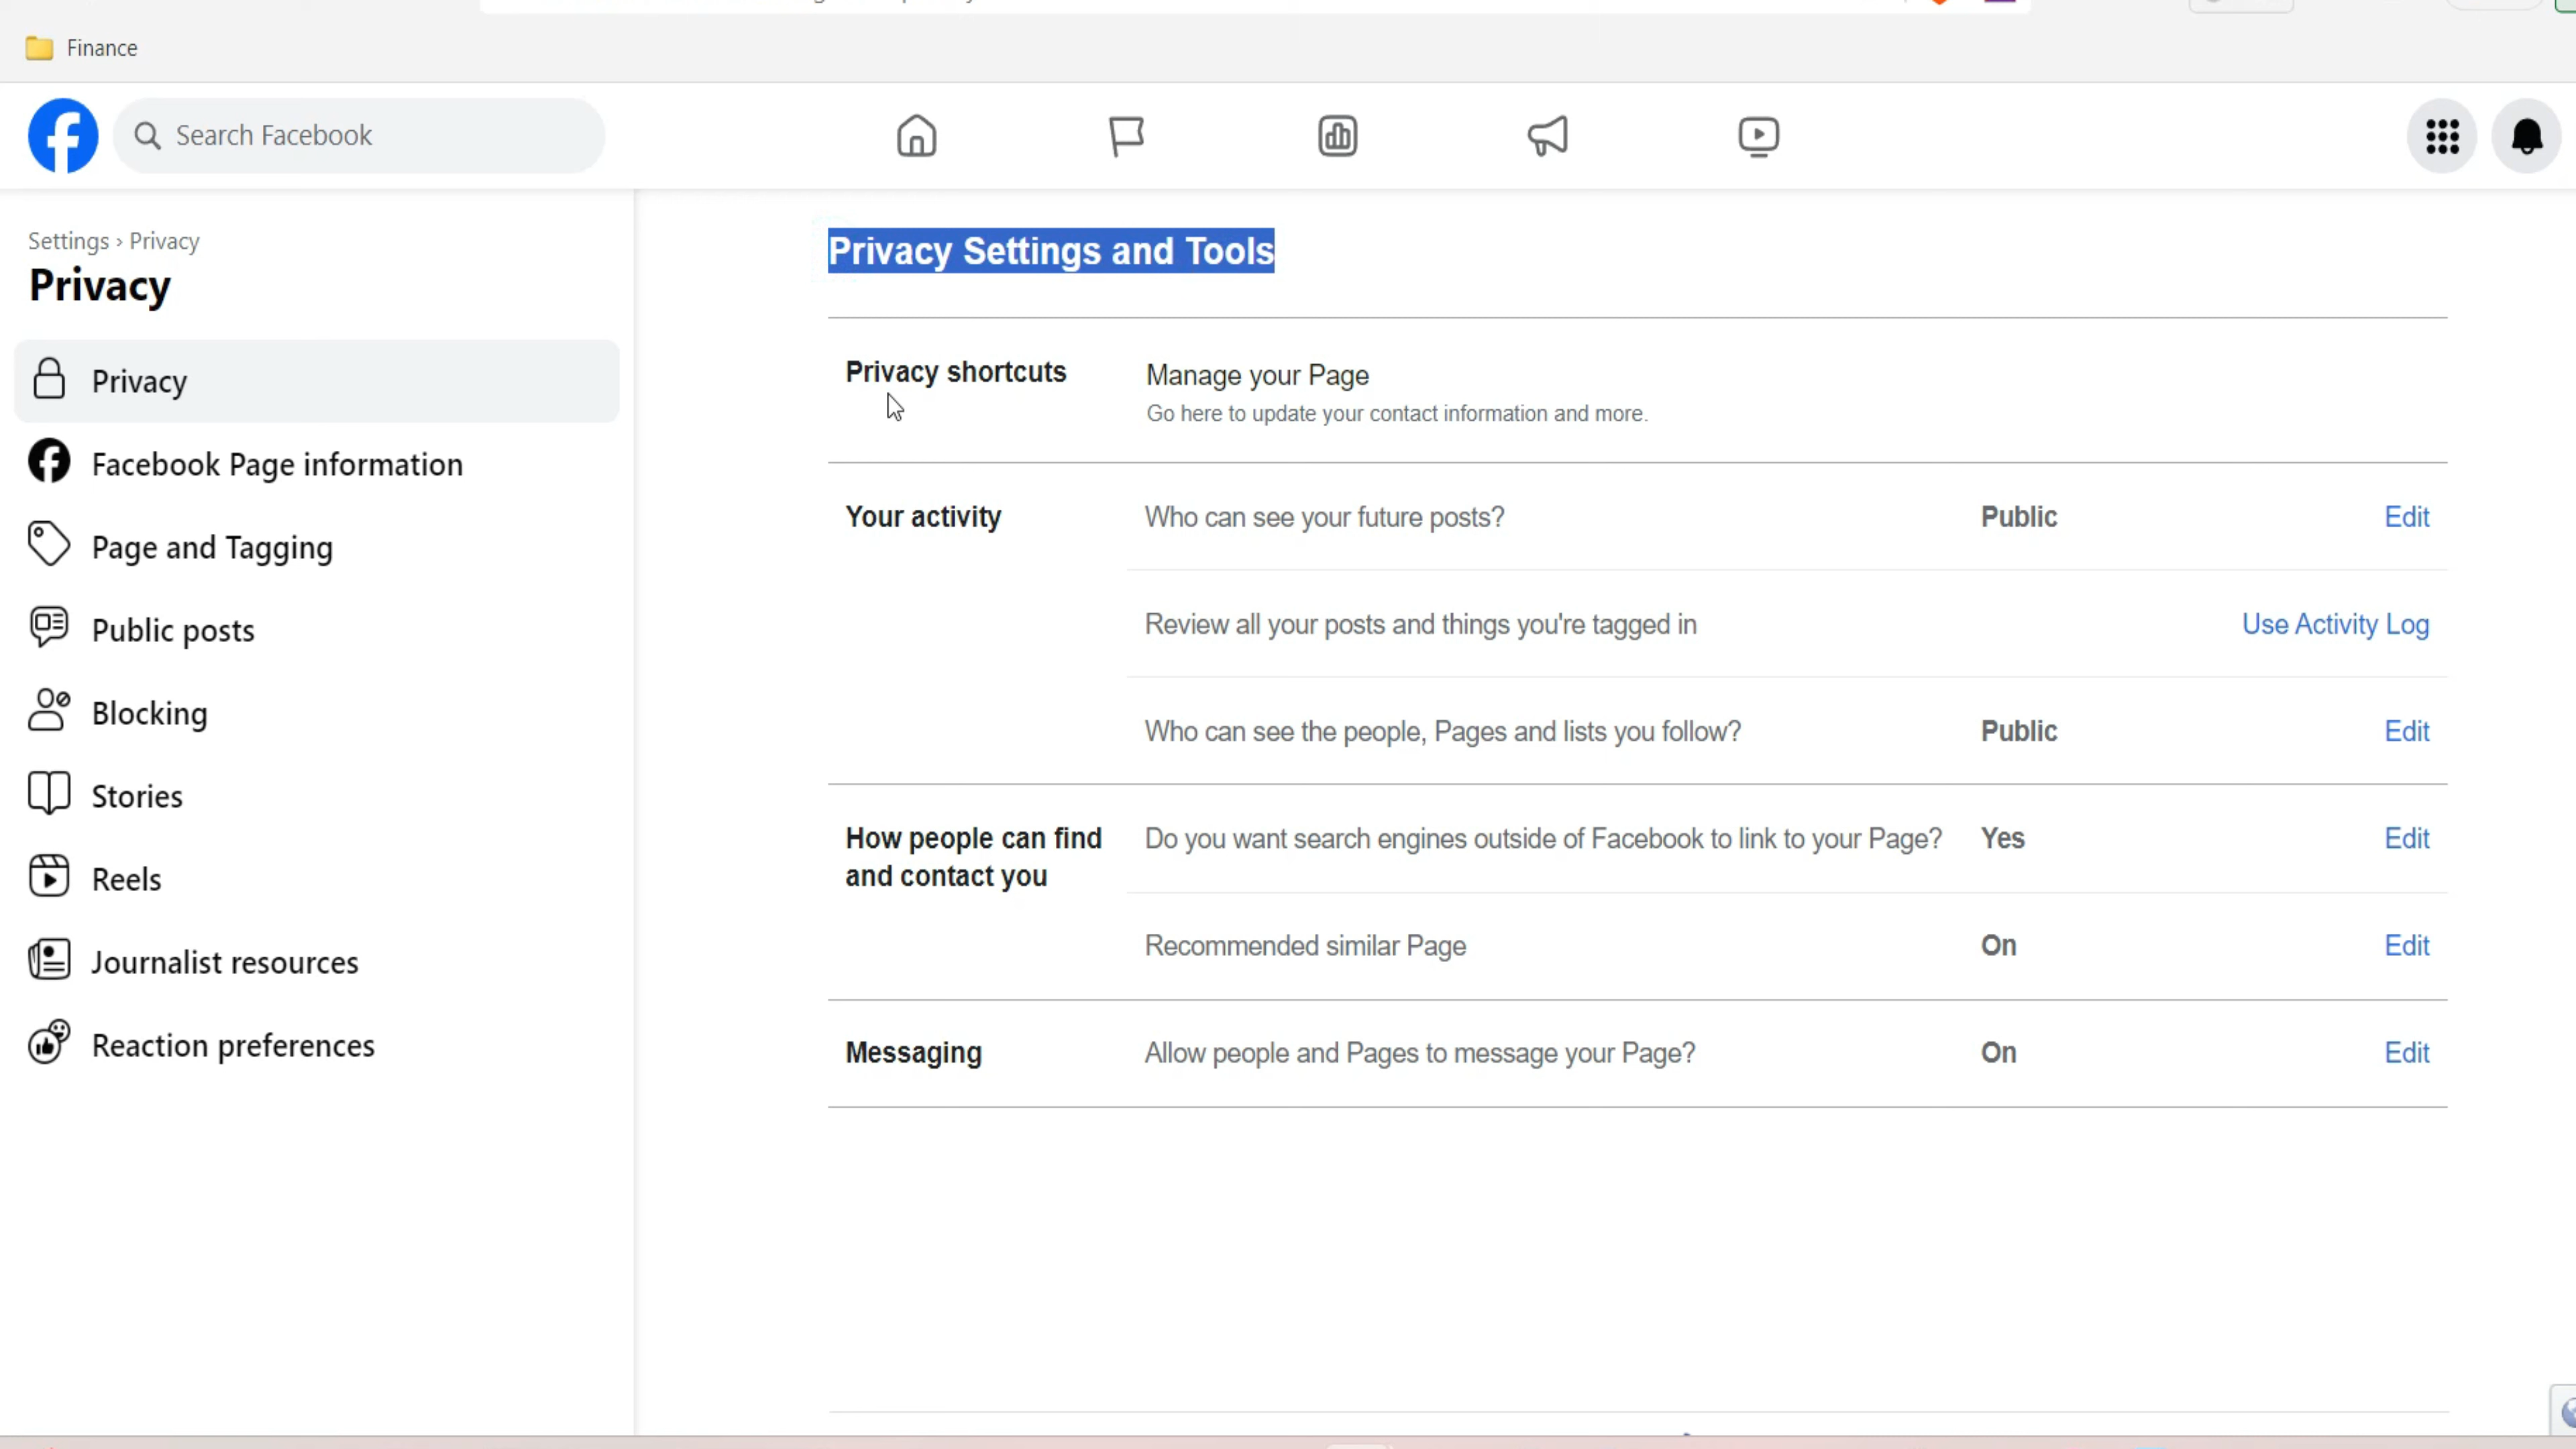 Finance
Search Facebook
Settings › Privacy
Privacy
Privacy
Facebook Page information
Page and Tagging
Public posts
Blocking
Stories
Reels
Journalist resources
Reaction preferences
Privacy Settings and Tools
Privacy shortcuts
Manage your Page
Go here to update your contact information and more.
Your activity
Who can see your future posts? Public Edit
Review all your posts and things you're tagged in Use Activity Log
Who can see the people, Pages and lists you follow? Public Edit
How people can find
and contact you
Do you want search engines outside of Facebook to link to your Page? Yes Edit
Recommended similar Page On Edit
Messaging
Allow people and Pages to message your Page? On Edit